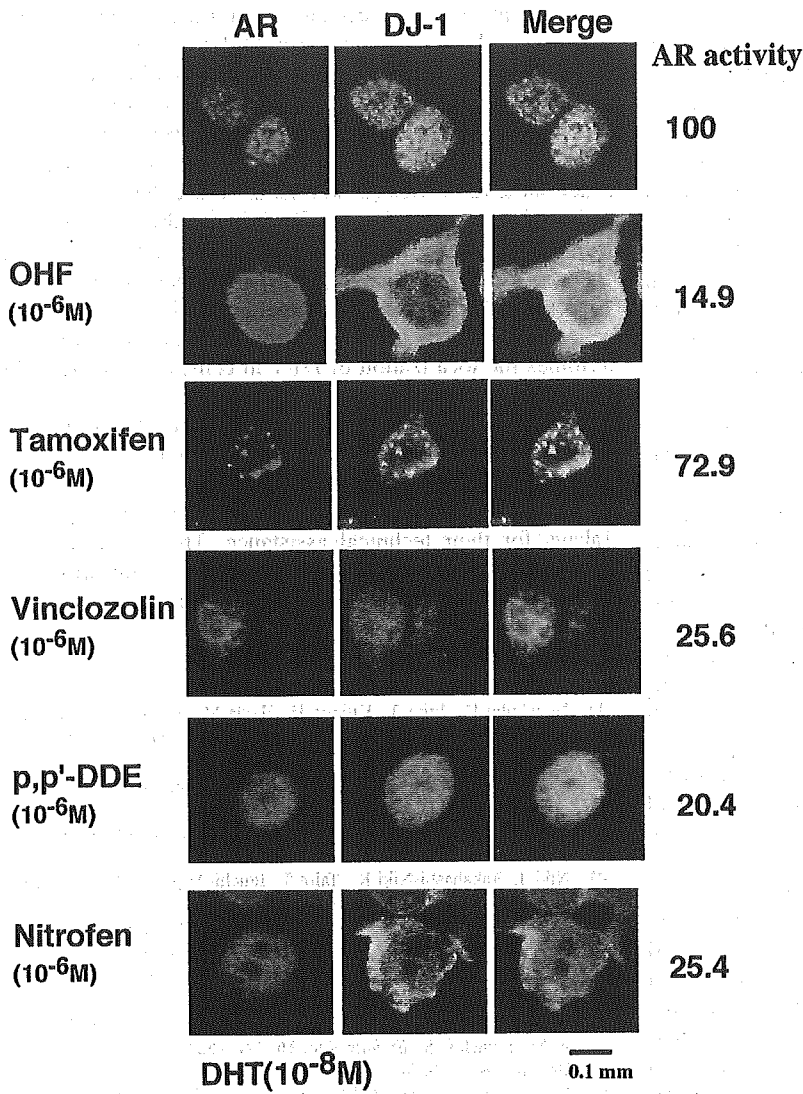 AR DJ-1 Merge
AR activity
100
OHF
(10⁻⁶M)
14.9
Tamoxifen
(10⁻⁶M)
72.9
Vinclozolin
(10⁻⁶M)
25.6
p,p'-DDE
(10⁻⁶M)
20.4
Nitrofen
(10⁻⁶M)
25.4
DHT(10⁻⁸M)
0.1 mm